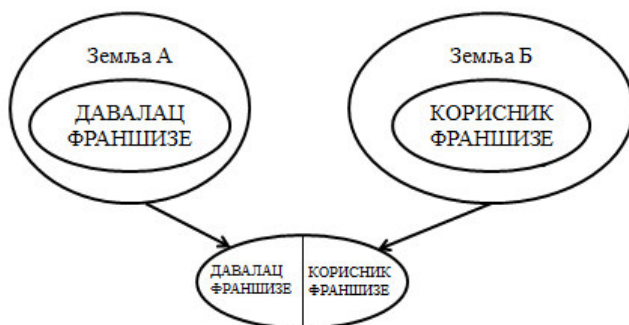 Земља А
ДАВАЛАЦ
ФРАНШИЗЕ
Земља Б
КОРИСНИК
ФРАНШИЗЕ
ДАВАЛАЦ
ФРАНШИЗЕ
КОРИСНИК
ФРАНШИЗЕ